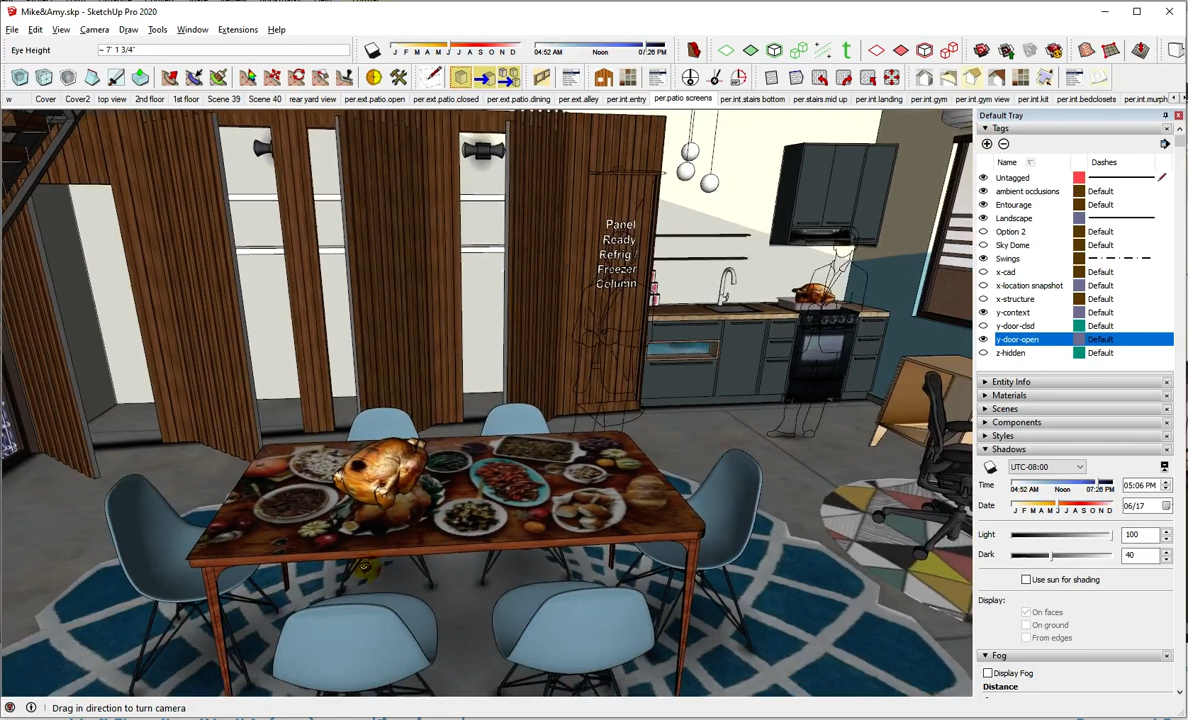 Mike&Amy.skp - SketchUp Pro 2020
File Edit View Camera Draw Tools Window Extensions Help
Eye Height ~ 7' 1 3/4"
J F M A M J J A S O N D 04:52 AM Noon 07:26 PM
w Cover Cover2 top view 2nd floor 1st floor Scene 39 Scene 40 rear yard view per.ext.patio.open per.ext.patio.closed per.ext.patio.dining per.ext.alley per.int.entry per.patio screens per.int.stairs bottom per.stairs.mid up per.int.landing per.int.gym per.int.gym view per.int.kit per.int.bedclosets per.int.murph
Panel
Ready
Refrig /
Freezer
Column
Default Tray
Tags
Name Dashes
Untagged
ambient occlusions Default
Entourage Default
Landscape
Option 2 Default
Sky Dome Default
Swings
x-cad Default
x-location snapshot Default
x-structure Default
y-context Default
y-door-clsd Default
y-door-open Default
z-hidden Default
Entity Info
Materials
Scenes
Components
Styles
Shadows
UTC-08:00
Time 04:52 AM Noon 07:26 PM 05:06 PM
Date J F M A M J J A S O N D 06/17
Light 100
Dark 40
Use sun for shading
Display:
On faces
On ground
From edges
Fog
Display Fog
Distance
Drag in direction to turn camera